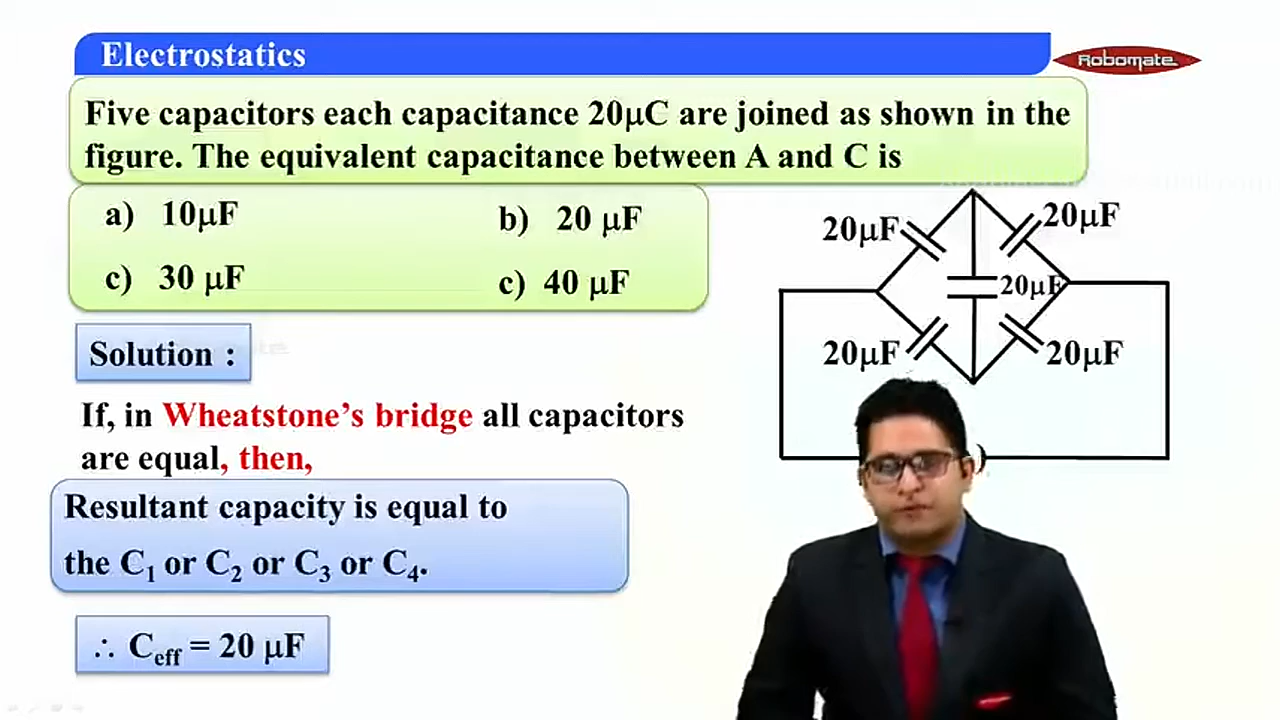 Electrostatics
Robomate
Five capacitors each capacitance 20μC are joined as shown in the
figure. The equivalent capacitance between A and C is
a) 10μF
b) 20 μF
c) 30 μF
c) 40 μF
20μF
20μF
20μF
20μF
20μF
Solution :
If, in Wheatstone’s bridge all capacitors
are equal, then,
Resultant capacity is equal to
the C₁ or C₂ or C₃ or C₄.
∴ Ceff = 20 μF